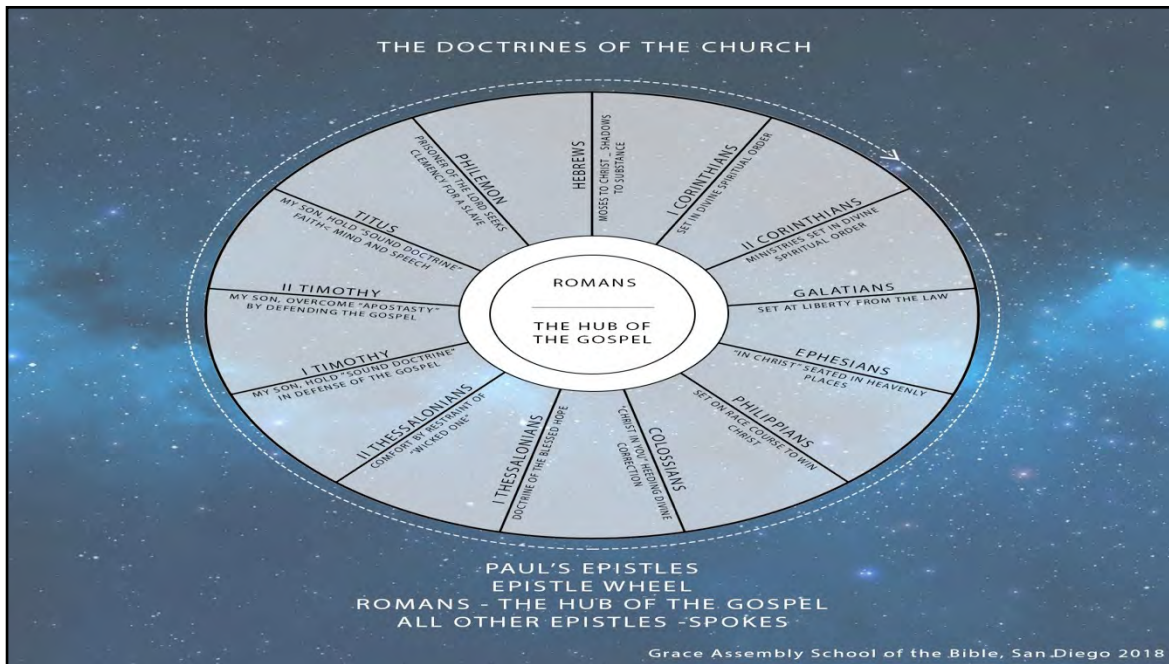 THE DOCTRINES OF THE CHURCH
ROMANS
THE HUB OF
THE GOSPEL
HEBREWS
MOSES TO CHRIST _ SHADOWS
TO SUBSTANCE
I CORINTHIANS
SET IN DIVINE SPIRITUAL ORDER
II CORINTHIANS
MINISTRIES SET IN DIVINE
SPIRITUAL ORDER
GALATIANS
SET AT LIBERTY FROM THE LAW
EPHESIANS
"IN CHRIST" SEATED IN HEAVENLY
PLACES
PHILIPPIANS
SET ON RACE COURSE TO WIN
CHRIST
COLOSSIANS
"CHRIST IN YOU" HEEDING DIVINE
CORRECTION
I THESSALONIANS
DOCTRINE OF THE BLESSED HOPE
II THESSALONIANS
COMFORT BY RESTRAINT OF
"WICKED ONE"
I TIMOTHY
MY SON, HOLD "SOUND DOCTRINE"
IN DEFENSE OF THE GOSPEL
II TIMOTHY
MY SON, OVERCOME "APOSTASTY"
BY DEFENDING THE GOSPEL
TITUS
MY SON, HOLD "SOUND DOCTRINE"
FAITH< MIND AND SPEECH
PHILEMON
PRISONER OF THE LORD SEEKS
CLEMENCY FOR A SLAVE
PAUL'S EPISTLES
EPISTLE WHEEL
ROMANS - THE HUB OF THE GOSPEL
ALL OTHER EPISTLES -SPOKES
Grace Assembly School of the Bible, San Diego 2018